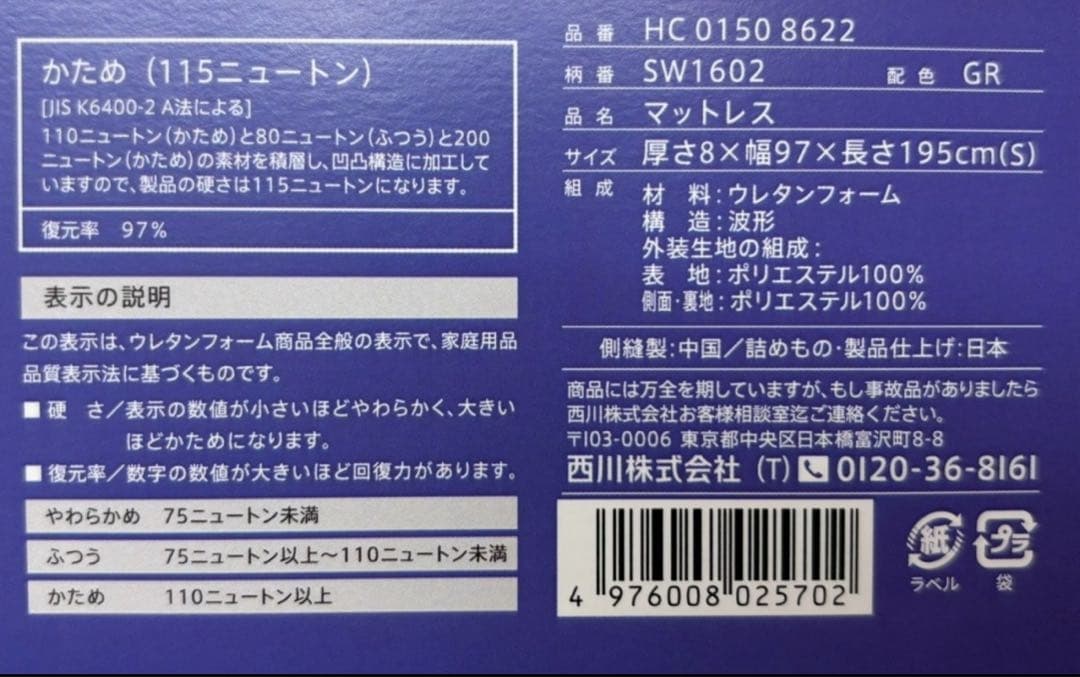 かため（115ニュートン）
[JIS K6400-2 A法による]
110ニュートン（かため）と80ニュートン（ふつう）と200
ニュートン（かため）の素材を積層し、凹凸構造に加工して
いますので、製品の硬さは115ニュートンになります。
復元率 97%
表示の説明
この表示は、ウレタンフォーム商品全般の表示で、家庭用品
品質表示法に基づくものです。
■硬 さ／表示の数値が小さいほどやわらかく、大きい
ほどかためになります。
■復元率／数字の数値が大きいほど回復力があります。
やわらかめ 75ニュートン未満
ふつう 75ニュートン以上～110ニュートン未満
かため 110ニュートン以上
品番 HC 0150 8622
柄番 SW1602 配色 GR
品名 マットレス
サイズ 厚さ8×幅97×長さ195cm(S)
組成 材 料：ウレタンフォーム
構 造：波形
外装生地の組成：
表 地：ポリエステル100%
側面・裏地：ポリエステル100%
側縫製：中国／詰めもの・製品仕上げ：日本
商品には万全を期していますが、もし事故品がありましたら
西川株式会社お客様相談室迄ご連絡ください。
〒103-0006 東京都中央区日本橋富沢町8-8
西川株式会社（T）0120-36-8161
4 976008 025702
紙
ラベル
プラ
袋